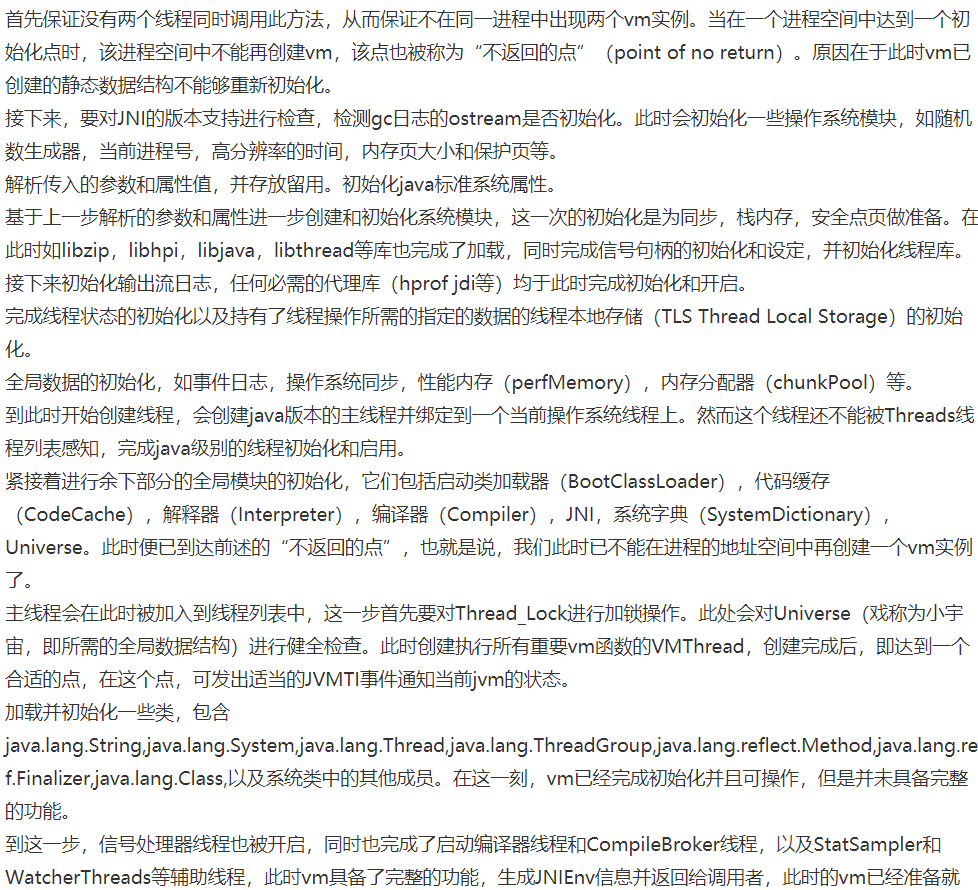 首先保证没有两个线程同时调用此方法，从而保证不在同一进程中出现两个vm实例。当在一个进程空间中达到一个初
始化点时，该进程空间中不能再创建vm，该点也被称为“不返回的点”（point of no return）。原因在于此时vm已
创建的静态数据结构不能够重新初始化。
接下来，要对JNI的版本支持进行检查，检测gc日志的ostream是否初始化。此时会初始化一些操作系统模块，如随机
数生成器，当前进程号，高分辨率的时间，内存页大小和保护页等。
解析传入的参数和属性值，并存放留用。初始化java标准系统属性。
基于上一步解析的参数和属性进一步创建和初始化系统模块，这一次的初始化是为同步，栈内存，安全点页做准备。在
此时如libzip，libhpi，libjava，libthread等库也完成了加载，同时完成信号句柄的初始化和设定，并初始化线程库。
接下来初始化输出流日志，任何必需的代理库（hprof jdi等）均于此时完成初始化和开启。
完成线程状态的初始化以及持有了线程操作所需的指定的数据的线程本地存储（TLS Thread Local Storage）的初始
化。
全局数据的初始化，如事件日志，操作系统同步，性能内存（perfMemory），内存分配器（chunkPool）等。
到此时开始创建线程，会创建java版本的主线程并绑定到一个当前操作系统线程上。然而这个线程还不能被Threads线
程列表感知，完成java级别的线程初始化和启用。
紧接着进行余下部分的全局模块的初始化，它们包括启动类加载器（BootClassLoader），代码缓存
（CodeCache），解释器（Interpreter），编译器（Compiler），JNI，系统字典（SystemDictionary），
Universe。此时便已到达前述的“不返回的点”，也就是说，我们此时已不能在进程的地址空间中再创建一个vm实例
了。
主线程会在此时被加入到线程列表中，这一步首先要对Thread_Lock进行加锁操作。此处会对Universe（戏称为小宇
宙，即所需的全局数据结构）进行健全检查。此时创建执行所有重要vm函数的VMThread，创建完成后，即达到一个
合适的点，在这个点，可发出适当的JVMTI事件通知当前jvm的状态。
加载并初始化一些类，包含
java.lang.String,java.lang.System,java.lang.Thread,java.lang.ThreadGroup,java.lang.reflect.Method,java.lang.re
f.Finalizer,java.lang.Class,以及系统类中的其他成员。在这一刻，vm已经完成初始化并且可操作，但是并未具备完整
的功能。
到这一步，信号处理器线程也被开启，同时也完成了启动编译器线程和CompileBroker线程，以及StatSampler和
WatcherThreads等辅助线程，此时vm具备了完整的功能，生成JNIEnv信息并返回给调用者，此时的vm已经准备就